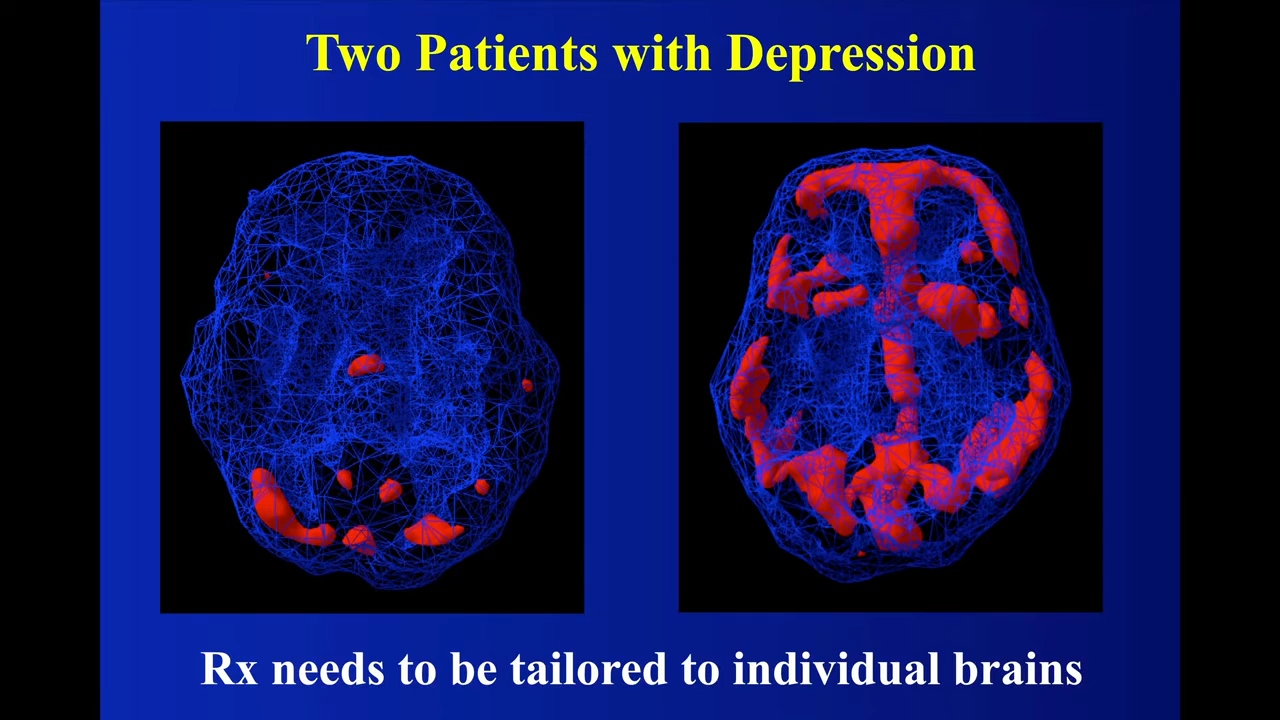 Two Patients with Depression
Rx needs to be tailored to individual brains